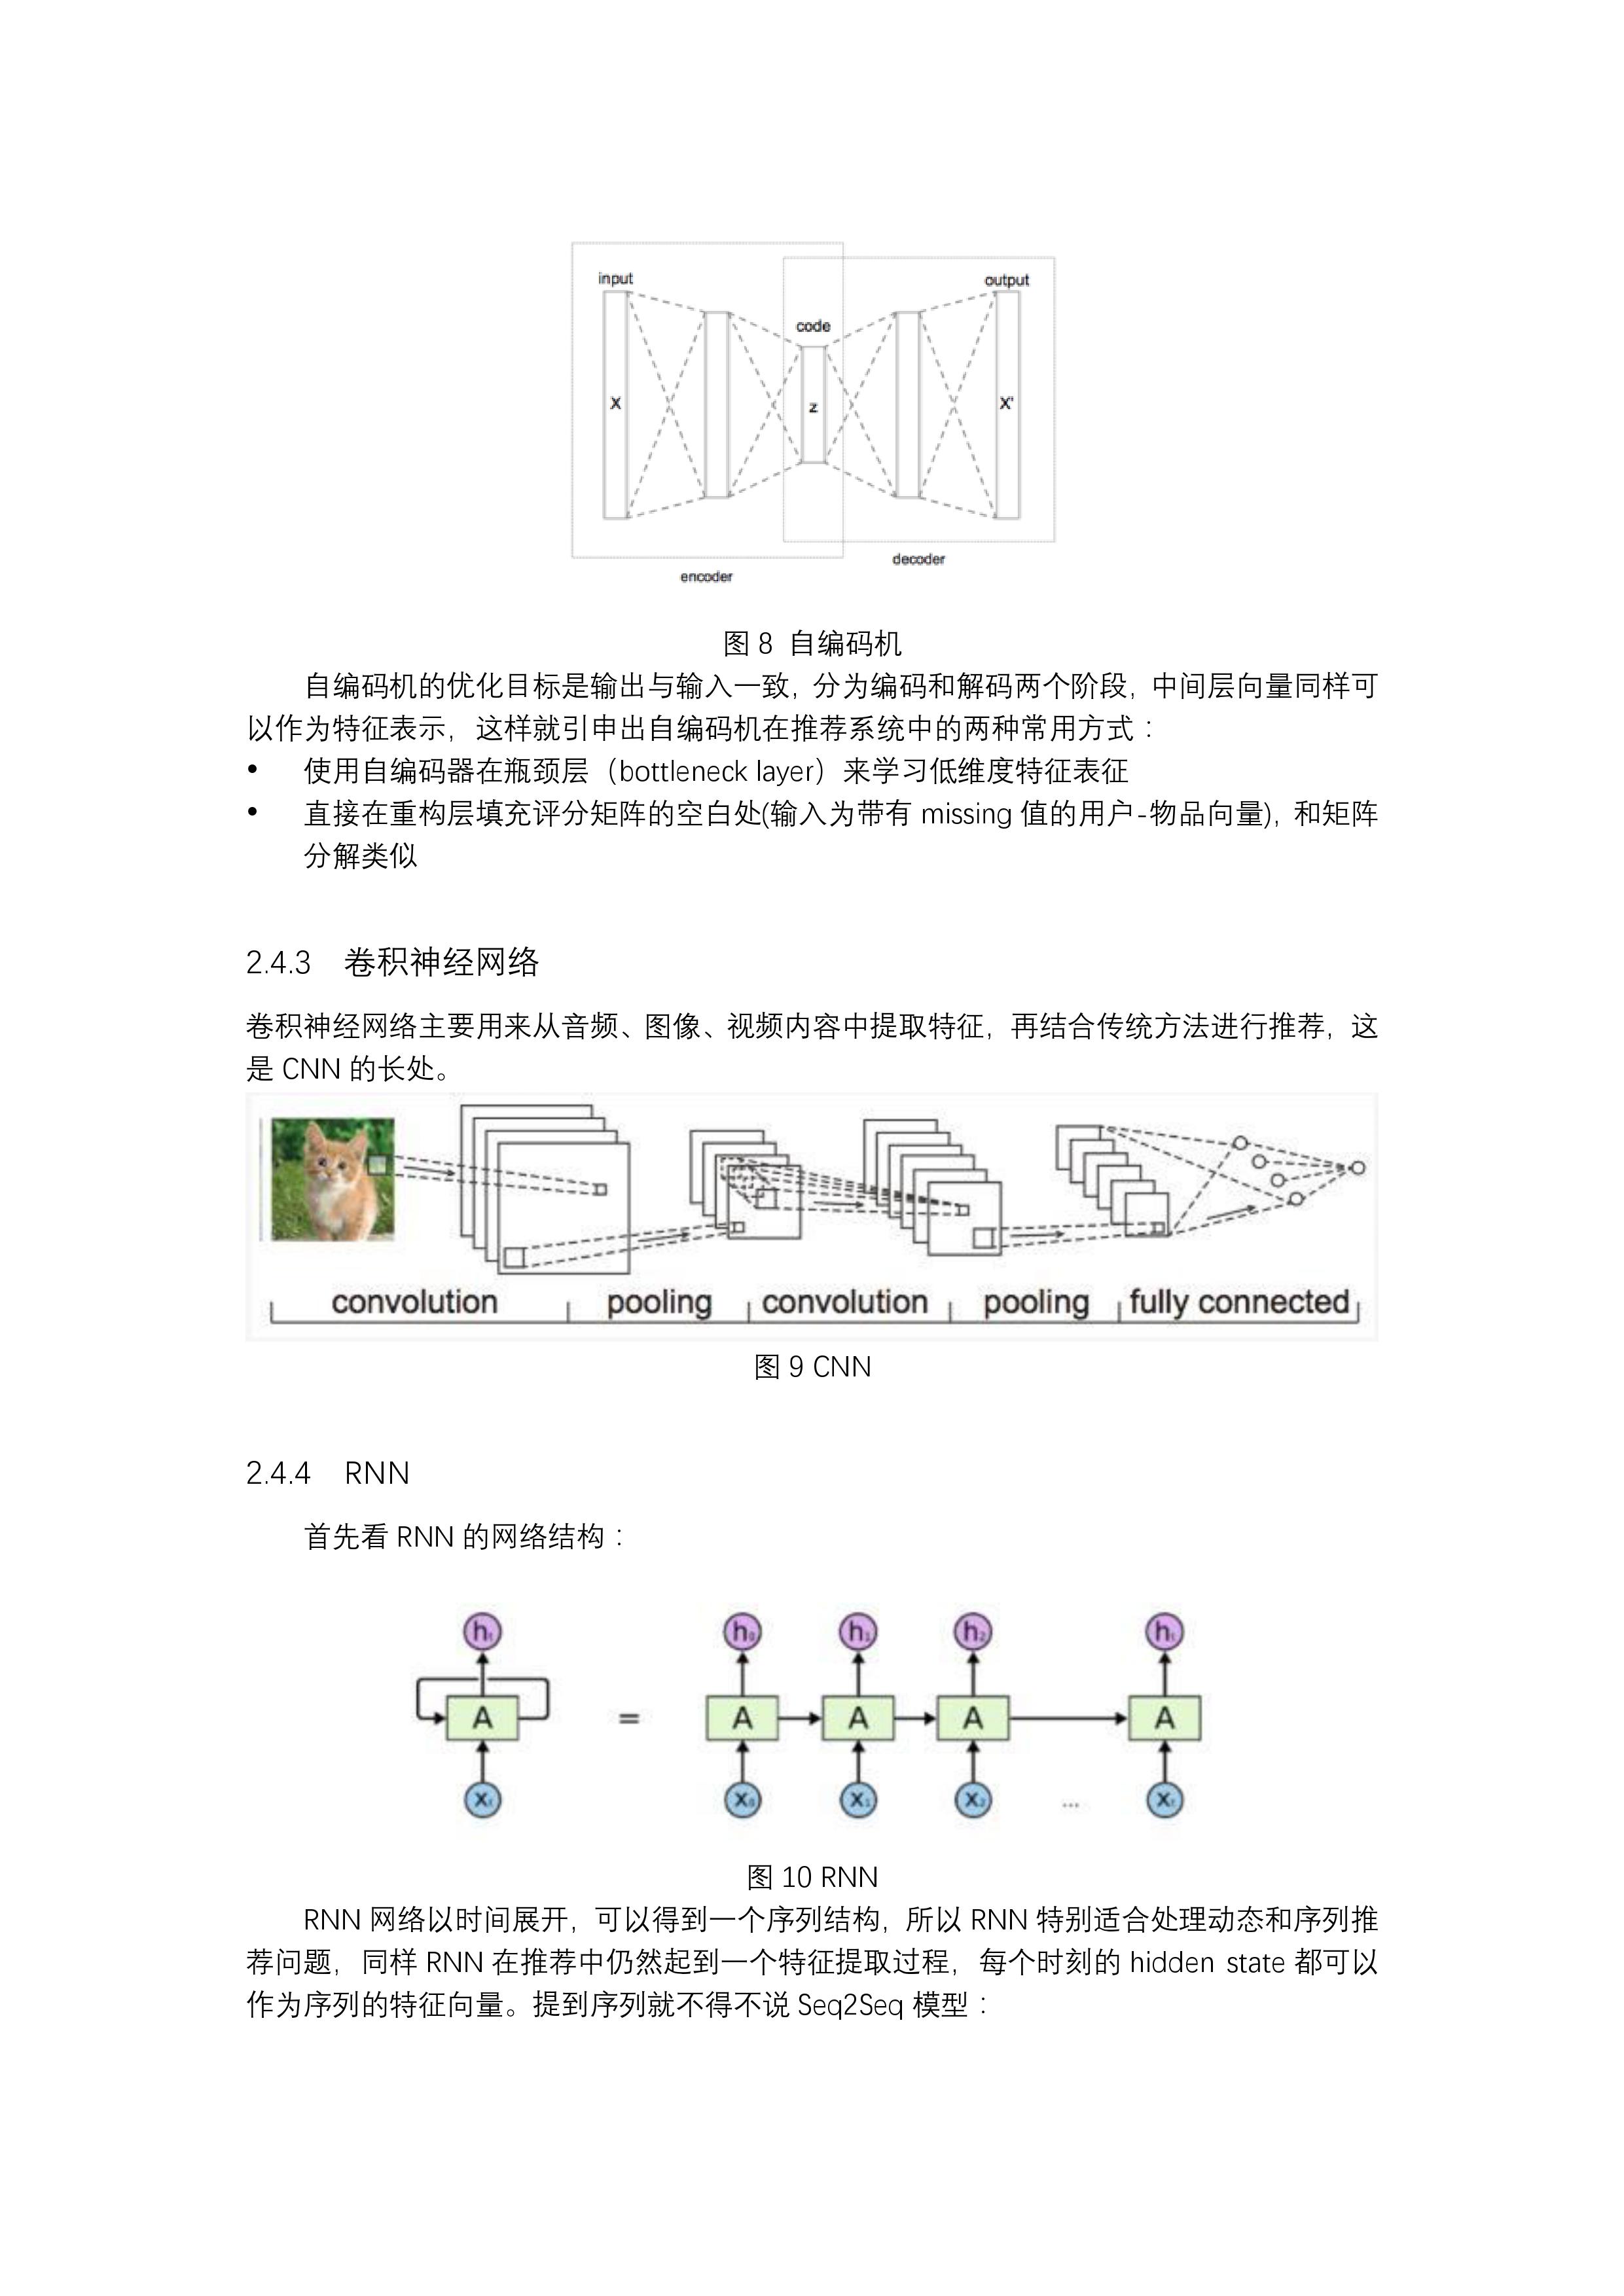 input
output
code
X
z
X'
decoder
encoder
图 8 自编码机
自编码机的优化目标是输出与输入一致，分为编码和解码两个阶段，中间层向量同样可
以作为特征表示，这样就引申出自编码机在推荐系统中的两种常用方式：
• 使用自编码器在瓶颈层（bottleneck layer）来学习低维度特征表征
• 直接在重构层填充评分矩阵的空白处(输入为带有 missing 值的用户-物品向量)，和矩阵
分解类似
2.4.3 卷积神经网络
卷积神经网络主要用来从音频、图像、视频内容中提取特征，再结合传统方法进行推荐，这
是 CNN 的长处。
convolution pooling convolution pooling fully connected
图 9 CNN
2.4.4 RNN
首先看 RNN 的网络结构：
hₜ h₀ h₁ h₂ hₜ
A = A A A A
Xₜ X₀ X₁ X₂ ... Xₜ
图 10 RNN
RNN 网络以时间展开，可以得到一个序列结构，所以 RNN 特别适合处理动态和序列推
荐问题，同样 RNN 在推荐中仍然起到一个特征提取过程，每个时刻的 hidden state 都可以
作为序列的特征向量。提到序列就不得不说 Seq2Seq 模型：